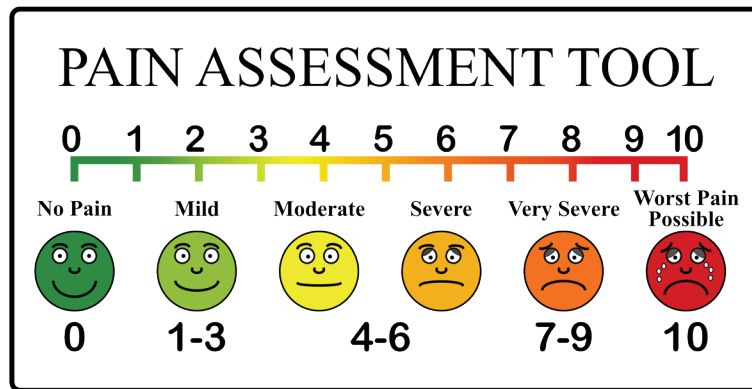 PAIN ASSESSMENT TOOL
0 1 2 3 4 5 6 7 8 9 10
No Pain Mild Moderate Severe Very Severe Worst Pain
Possible
0 1-3 4-6 7-9 10